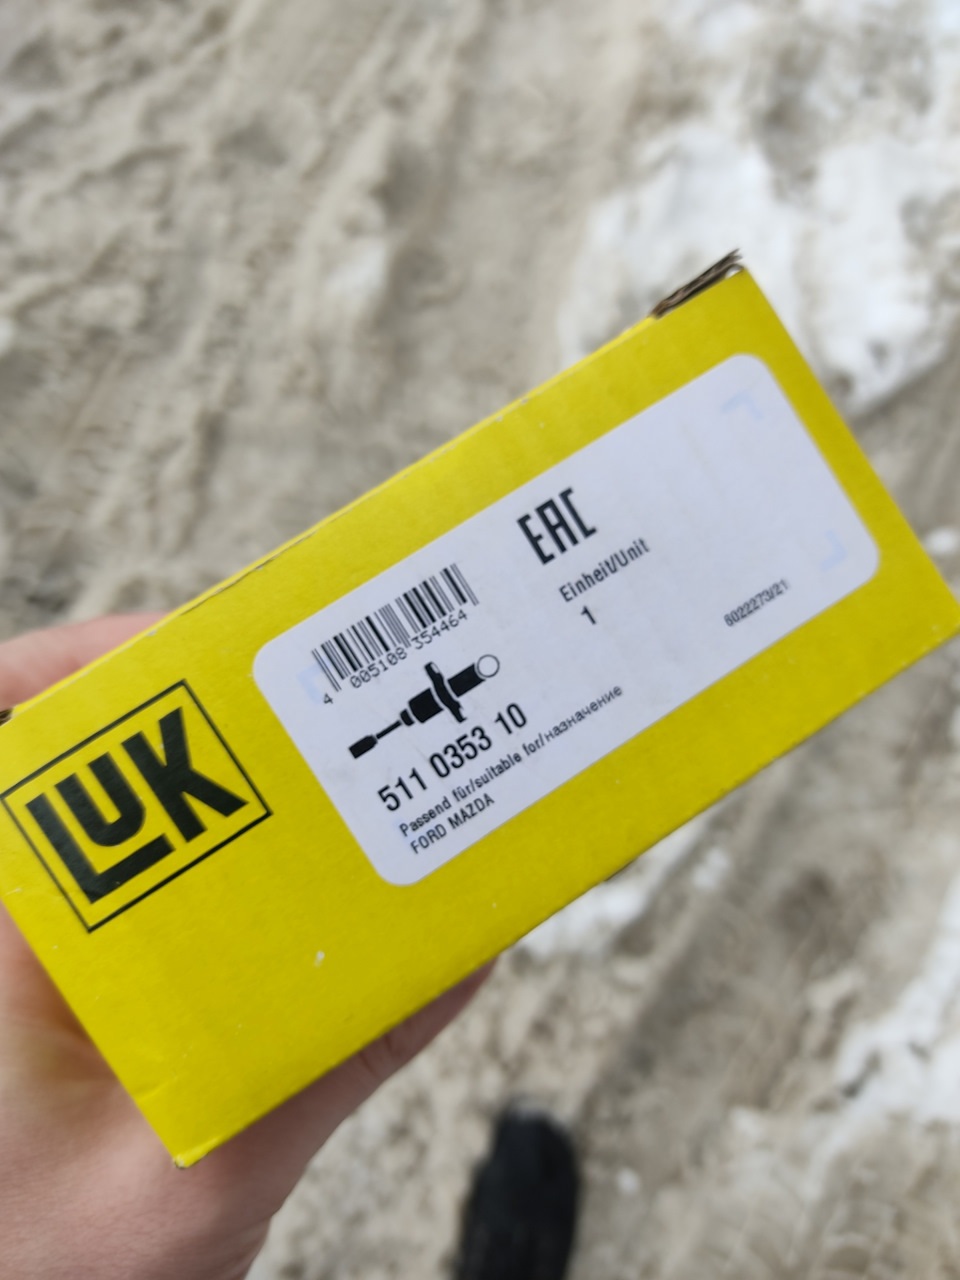 LUK
4 005108 354464
EAC
Einheit/Unit
1
6022273/21
511 0353 10
Passend für/suitable for/назначение
FORD MAZDA